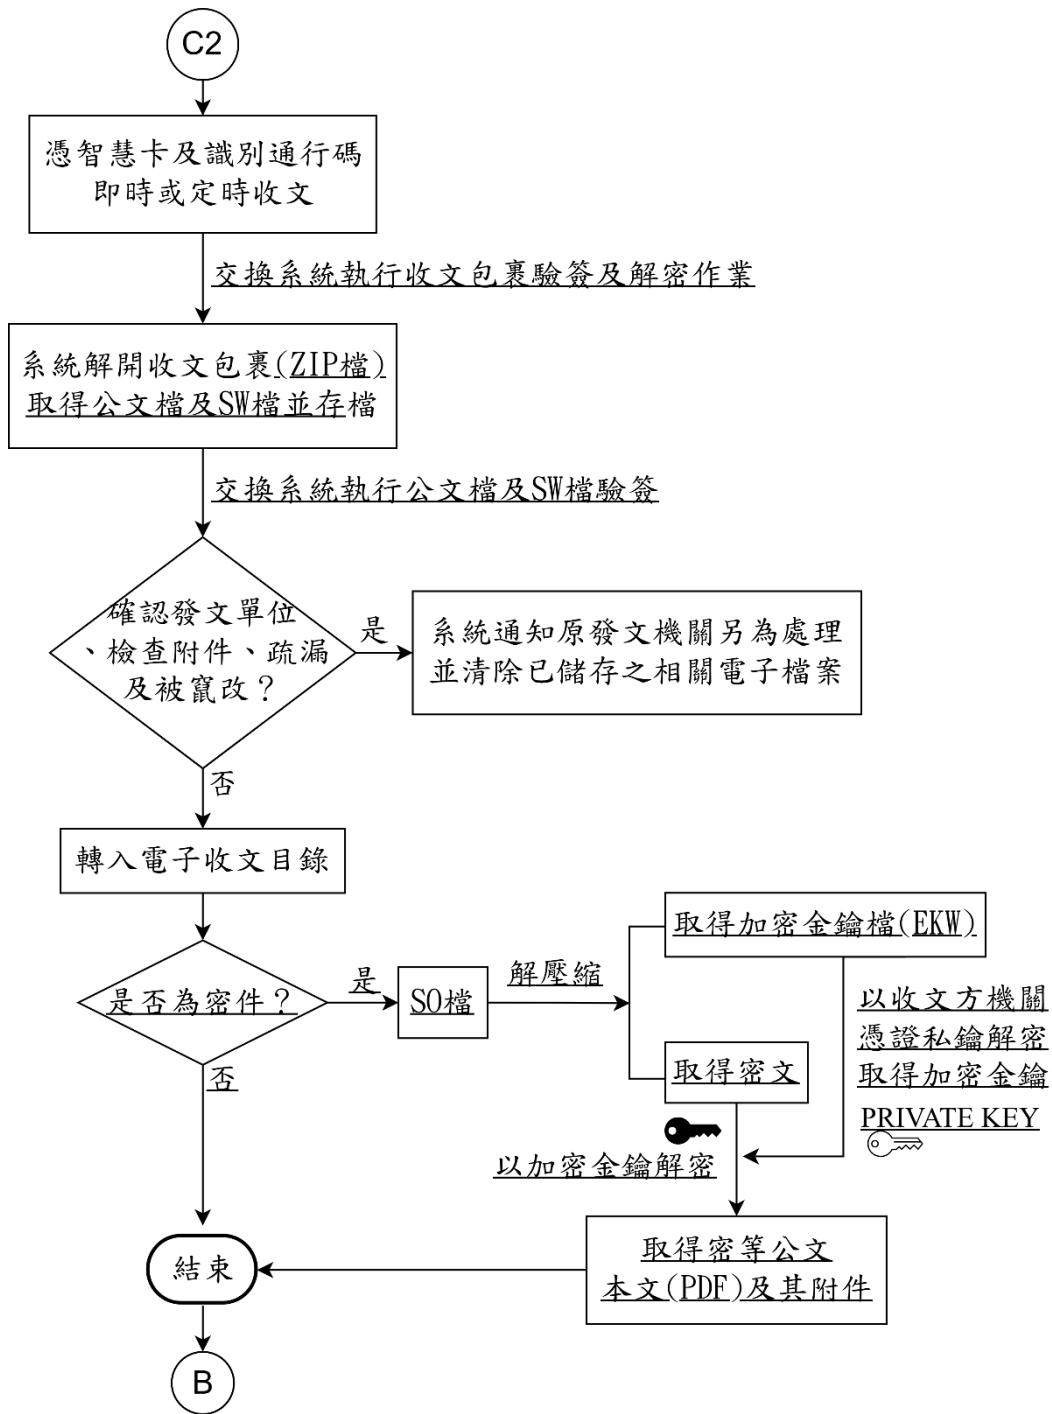 C2
憑智慧卡及識別通行碼
即時或定時收文
交換系統執行收文包裹驗簽及解密作業
系統解開收文包裹(ZIP檔)
取得公文檔及SW檔並存檔
交換系統執行公文檔及SW檔驗簽
確認發文單位
、檢查附件、疏漏
及被竄改？
是
系統通知原發文機關另為處理
並清除已儲存之相關電子檔案
否
轉入電子收文目錄
是否為密件？
是
SO檔
解壓縮
取得加密金鑰檔(EKW)
取得密文
以收文方機關
憑證私鑰解密
取得加密金鑰
PRIVATE KEY
以加密金鑰解密
否
取得密等公文
本文(PDF)及其附件
結束
B